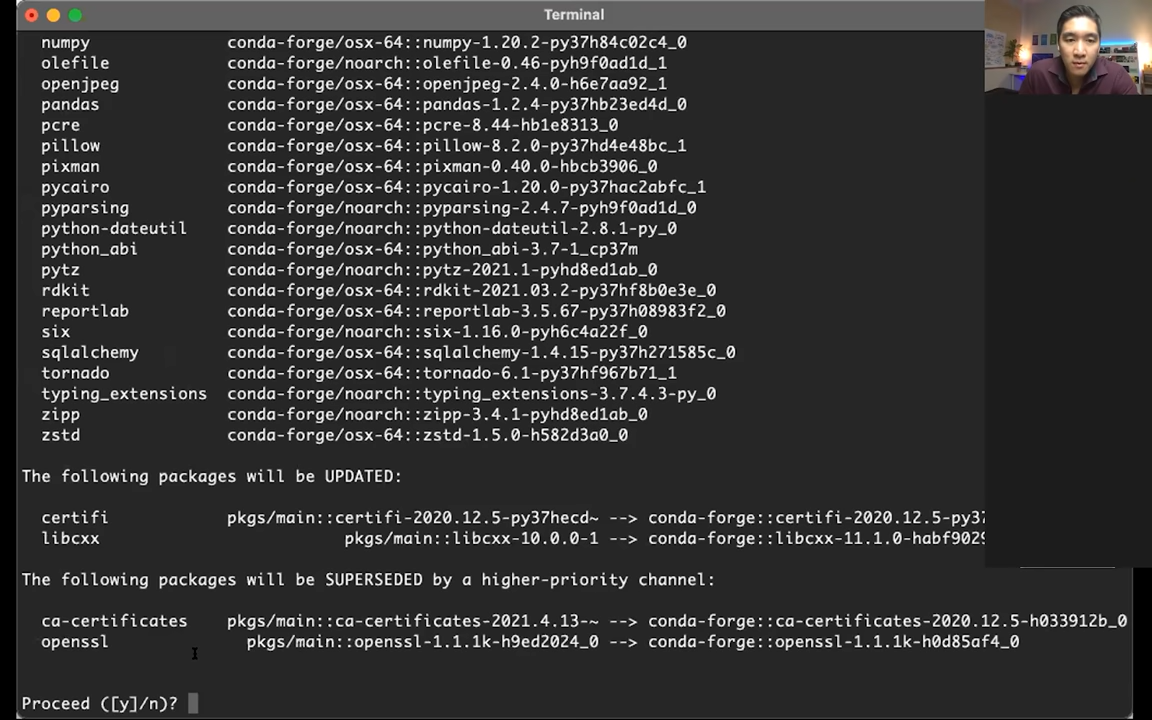 Terminal
numpy conda-forge/osx-64::numpy-1.20.2-py37h84c02c4_0
olefile conda-forge/noarch::olefile-0.46-pyh9f0ad1d_1
openjpeg conda-forge/osx-64::openjpeg-2.4.0-h6e7aa92_1
pandas conda-forge/osx-64::pandas-1.2.4-py37hb23ed4d_0
pcre conda-forge/osx-64::pcre-8.44-hb1e8313_0
pillow conda-forge/osx-64::pillow-8.2.0-py37hd4e48bc_1
pixman conda-forge/osx-64::pixman-0.40.0-hbcb3906_0
pycairo conda-forge/osx-64::pycairo-1.20.0-py37hac2abfc_1
pyparsing conda-forge/noarch::pyparsing-2.4.7-pyh9f0ad1d_0
python-dateutil conda-forge/noarch::python-dateutil-2.8.1-py_0
python_abi conda-forge/osx-64::python_abi-3.7-1_cp37m
pytz conda-forge/noarch::pytz-2021.1-pyhd8ed1ab_0
rdkit conda-forge/osx-64::rdkit-2021.03.2-py37hf8b0e3e_0
reportlab conda-forge/osx-64::reportlab-3.5.67-py37h08983f2_0
six conda-forge/noarch::six-1.16.0-pyh6c4a22f_0
sqlalchemy conda-forge/osx-64::sqlalchemy-1.4.15-py37h271585c_0
tornado conda-forge/osx-64::tornado-6.1-py37hf967b71_1
typing_extensions conda-forge/noarch::typing_extensions-3.7.4.3-py_0
zipp conda-forge/noarch::zipp-3.4.1-pyhd8ed1ab_0
zstd conda-forge/osx-64::zstd-1.5.0-h582d3a0_0
The following packages will be UPDATED:
certifi pkgs/main::certifi-2020.12.5-py37hecd~ --> conda-forge::certifi-2020.12.5-py37
libcxx pkgs/main::libcxx-10.0.0-1 --> conda-forge::libcxx-11.1.0-habf9029
The following packages will be SUPERSEDED by a higher-priority channel:
ca-certificates pkgs/main::ca-certificates-2021.4.13-~ --> conda-forge::ca-certificates-2020.12.5-h033912b_0
openssl pkgs/main::openssl-1.1.1k-h9ed2024_0 --> conda-forge::openssl-1.1.1k-h0d85af4_0
Proceed ([y]/n)?